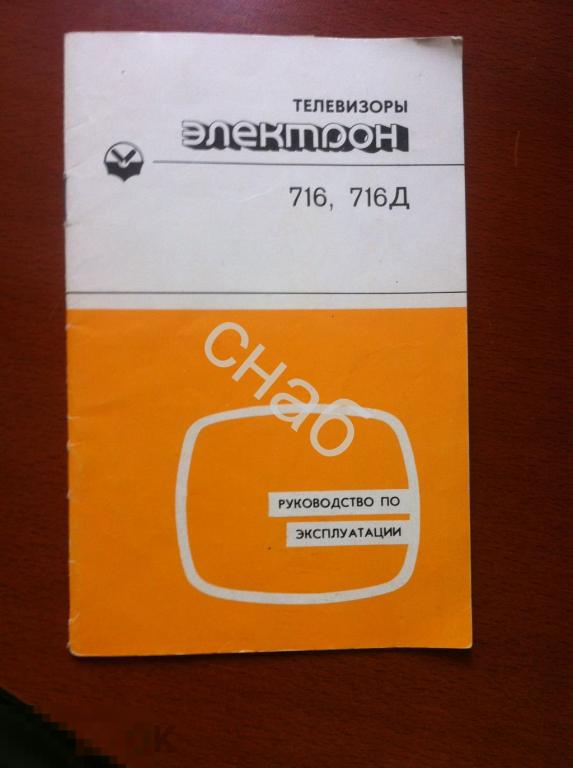 ТЕЛЕВИЗОРЫ
электрон
716, 716Д
снаб
РУКОВОДСТВО ПО
ЭКСПЛУАТАЦИИ